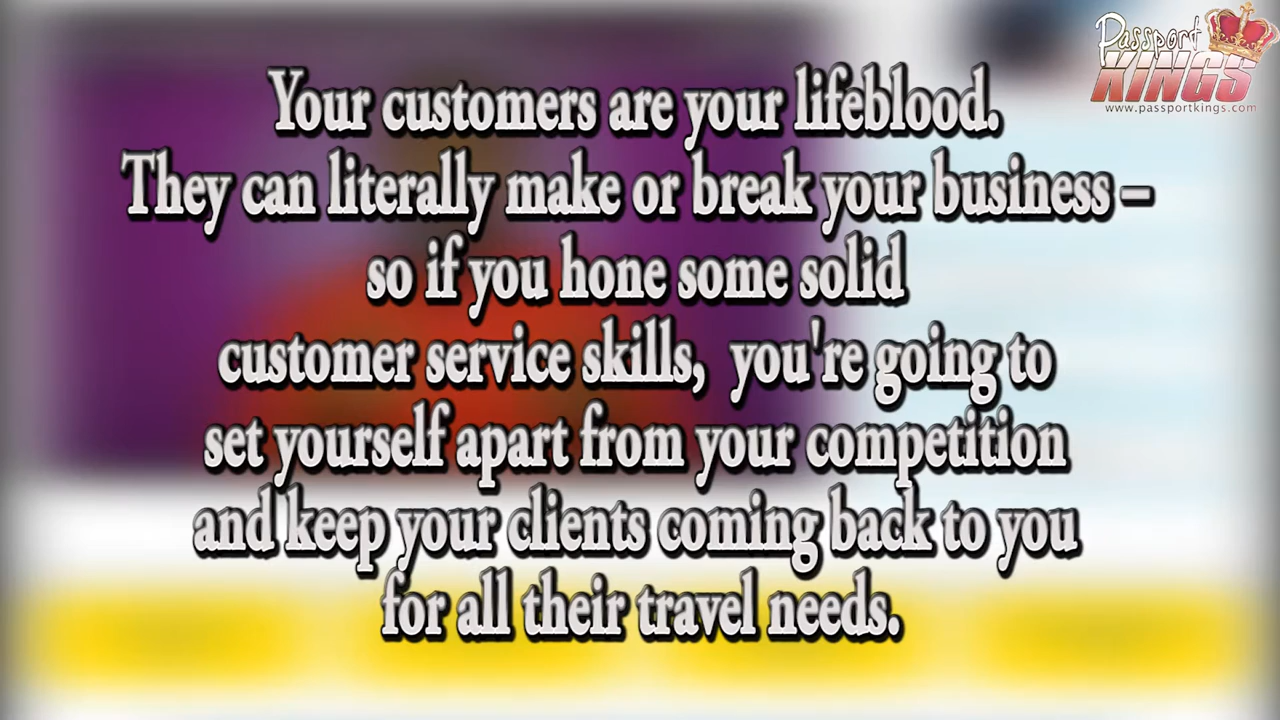 Passport
KINGS
www.passportkings.com
Your customers are your lifeblood.
They can literally make or break your business –
so if you hone some solid
customer service skills,  you're going to
set yourself apart from your competition
and keep your clients coming back to you
for all their travel needs.